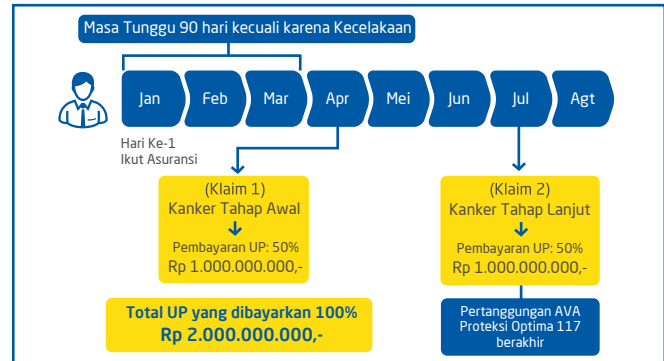 Masa Tunggu 90 hari kecuali karena Kecelakaan
Jan Feb Mar Apr Mei Jun Jul Agt
Hari Ke-1
Ikut Asuransi
(Klaim 1)
Kanker Tahap Awal
Pembayaran UP: 50%
Rp 1.000.000.000,-
(Klaim 2)
Kanker Tahap Lanjut
Pembayaran UP: 50%
Rp 1.000.000.000,-
Total UP yang dibayarkan 100%
Rp 2.000.000.000,-
Pertanggungan AVA
Proteksi Optima 117
berakhir